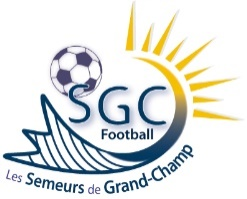 SGC
Football
Les Semeurs de Grand-Champ